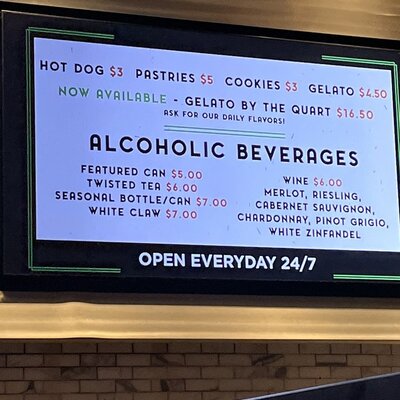 HOT DOG $3 PASTRIES $5 COOKIES $3 GELATO $4.50
NOW AVAILABLE - GELATO BY THE QUART $16.50
ASK FOR OUR DAILY FLAVORS!
ALCOHOLIC BEVERAGES
FEATURED CAN $5.00
TWISTED TEA $6.00
SEASONAL BOTTLE/CAN $7.00
WHITE CLAW $7.00
WINE $6.00
MERLOT, RIESLING,
CABERNET SAUVIGNON,
CHARDONNAY, PINOT GRIGIO,
WHITE ZINFANDEL
OPEN EVERYDAY 24/7